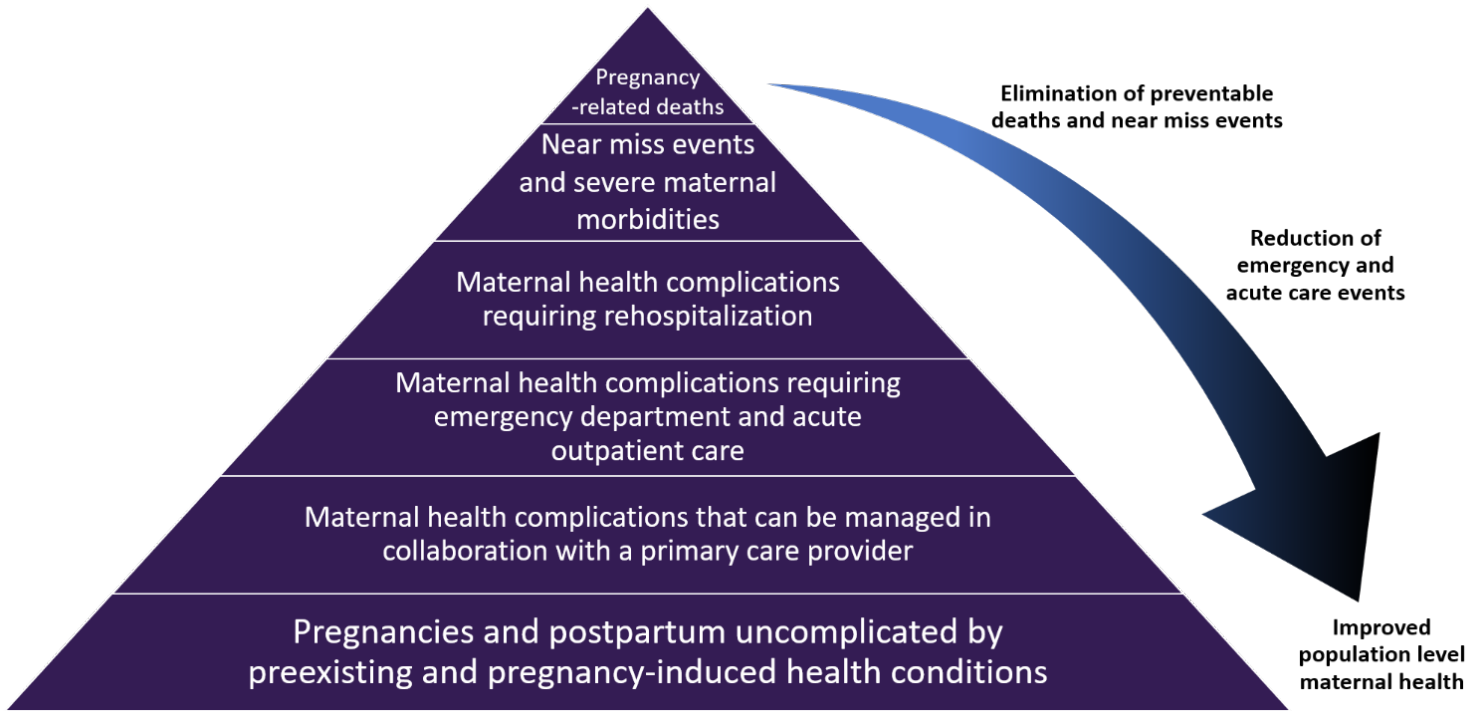 Pregnancy
-related deaths
Near miss events
and severe maternal
morbidities
Maternal health complications
requiring rehospitalization
Maternal health complications requiring
emergency department and acute
outpatient care
Maternal health complications that can be managed in
collaboration with a primary care provider
Pregnancies and postpartum uncomplicated by
preexisting and pregnancy-induced health conditions
Elimination of preventable
deaths and near miss events
Reduction of
emergency and
acute care events
Improved
population level
maternal health